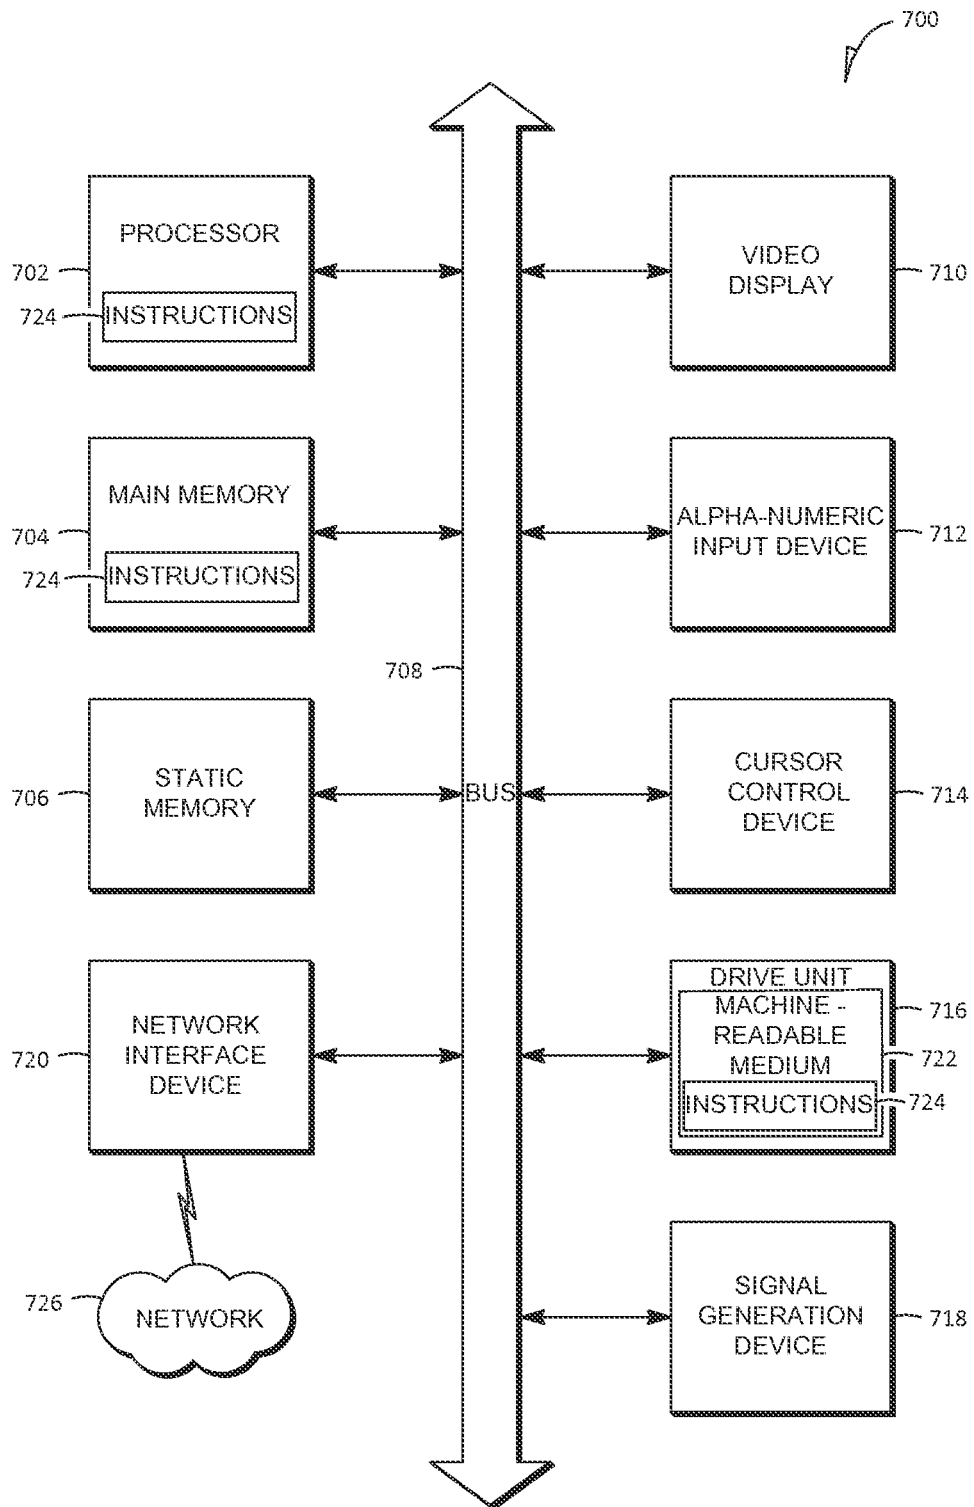 700
PROCESSOR
702
724
INSTRUCTIONS
VIDEO
DISPLAY
710
MAIN MEMORY
704
724
INSTRUCTIONS
ALPHA-NUMERIC
INPUT DEVICE
712
708
STATIC
MEMORY
706
BUS
CURSOR
CONTROL
DEVICE
714
NETWORK
INTERFACE
DEVICE
720
DRIVE UNIT
716
MACHINE -
READABLE
MEDIUM
722
INSTRUCTIONS
724
726
NETWORK
SIGNAL
GENERATION
DEVICE
718